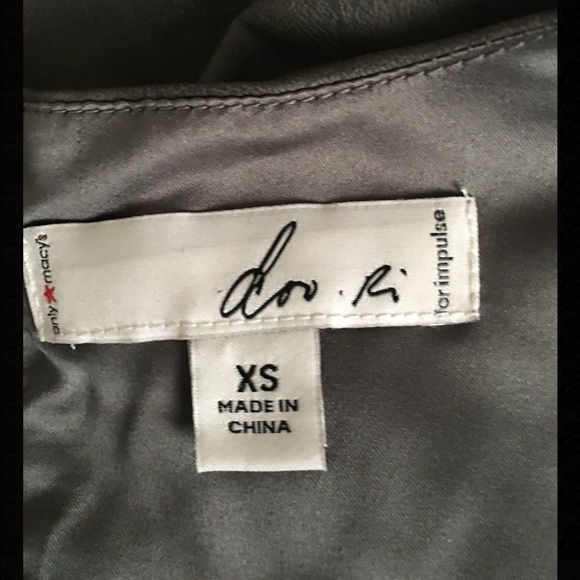 only macy's
Doo.Ri
for impulse
XS
MADE IN
CHINA